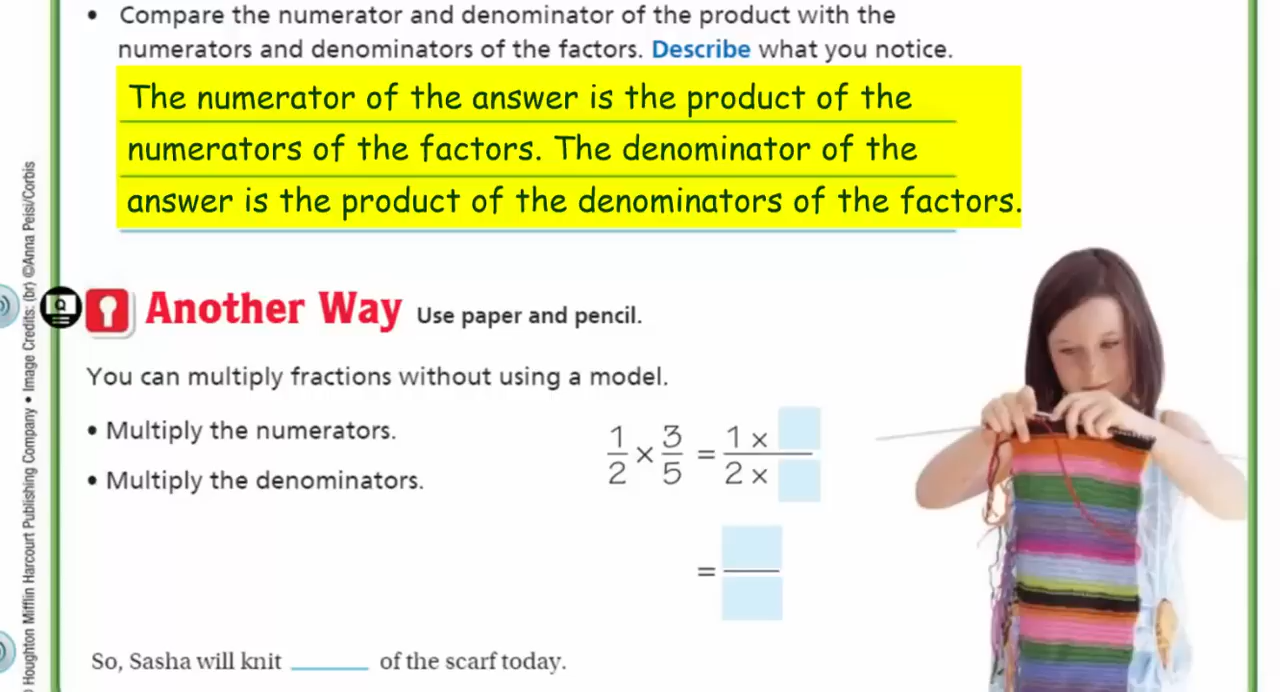 • Compare the numerator and denominator of the product with the
numerators and denominators of the factors. Describe what you notice.
The numerator of the answer is the product of the
numerators of the factors. The denominator of the
answer is the product of the denominators of the factors.
Another Way Use paper and pencil.
You can multiply fractions without using a model.
• Multiply the numerators.
• Multiply the denominators.
1/2 × 3/5 = 1 × / 2 ×
=
So, Sasha will knit ______ of the scarf today.
Houghton Mifflin Harcourt Publishing Company • Image Credits: (br) ©Anna Peisl/Corbis